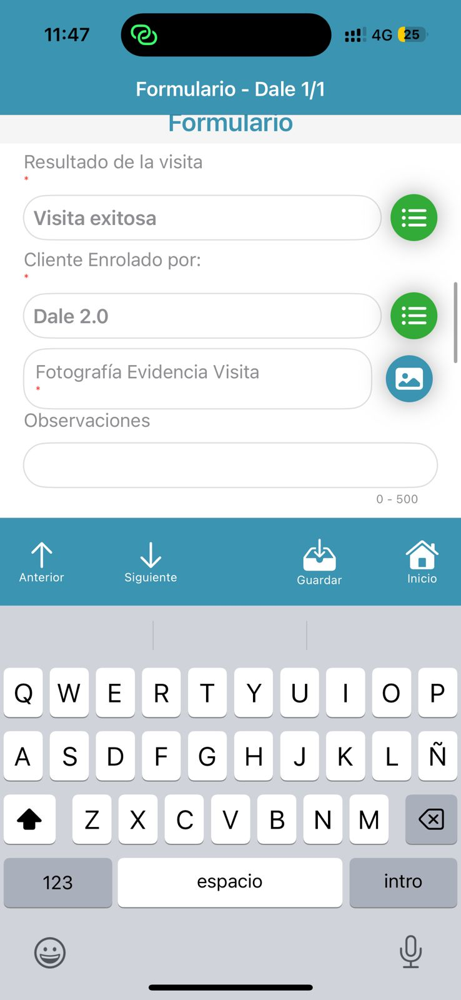 11:47
4G 25
Formulario - Dale 1/1
Formulario
Resultado de la visita
*
Visita exitosa
Cliente Enrolado por:
*
Dale 2.0
Fotografía Evidencia Visita
*
Observaciones
0 - 500
Anterior Siguiente Guardar Inicio
Q W E R T Y U I O P
A S D F G H J K L Ñ
Z X C V B N M
123 espacio intro